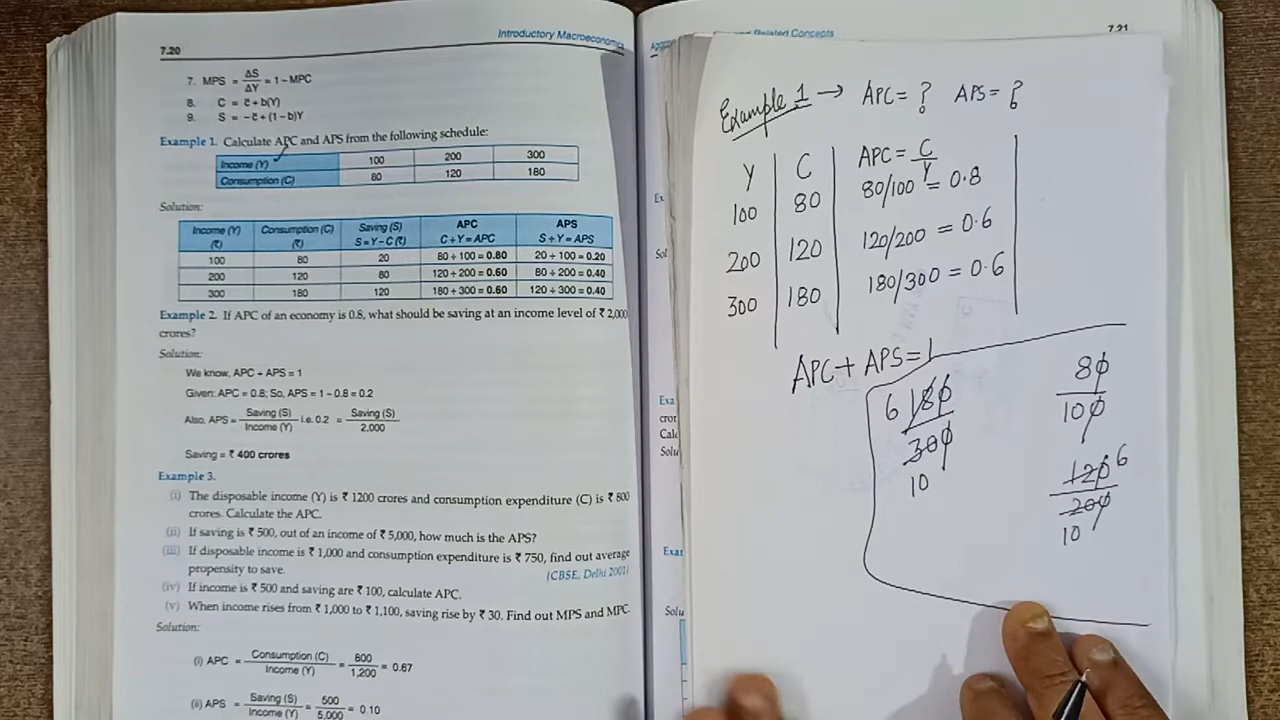 7.20
Introductory Macroeconom
7. MPS = ΔS/ΔY = 1 – MPC
8. C = c̄ + b(Y)
9. S = –c̄ + (1 – b)Y
Example 1. Calculate APC and APS from the following schedule:
Income (Y) 100 200 300
Consumption (C) 80 120 180
Solution:
Income (Y) (₹) Consumption (C) (₹) Saving (S) S = Y – C (₹) APC C ÷ Y = APC APS S ÷ Y = APS
100 80 20 80 ÷ 100 = 0.80 20 ÷ 100 = 0.20
200 120 80 120 ÷ 200 = 0.60 80 ÷ 200 = 0.40
300 180 120 180 ÷ 300 = 0.60 120 ÷ 300 = 0.40
Example 2. If APC of an economy is 0.8, what should be saving at an income level of ₹ 2,000
crores?
Solution:
We know, APC + APS = 1
Given: APC = 0.8; So, APS = 1 – 0.8 = 0.2
Also, APS = Saving (S)/Income (Y) i.e. 0.2 = Saving (S)/2,000
Saving = ₹ 400 crores
Example 3.
(i) The disposable income (Y) is ₹ 1200 crores and consumption expenditure (C) is ₹ 800
crores. Calculate the APC.
(ii) If saving is ₹ 500, out of an income of ₹ 5,000, how much is the APS?
(iii) If disposable income is ₹ 1,000 and consumption expenditure is ₹ 750, find out average
propensity to save.
(CBSE, Delhi 2001)
(iv) If income is ₹ 500 and saving are ₹ 100, calculate APC.
(v) When income rises from ₹ 1,000 to ₹ 1,100, saving rise by ₹ 30. Find out MPS and MPC.
Solution:
(i) APC = Consumption (C)/Income (Y) = 800/1,200 = 0.67
(ii) APS = Saving (S)/Income (Y) = 500/5,000 = 0.10
Related Concepts
7.21
Sol
cror
Calc
Solu
Exar
Solu
Example 1 → APC = ? APS = ?
Y C APC = C/Y
100 80 80/100 = 0.8
200 120 120/200 = 0.6
300 180 180/300 = 0.6
APC + APS = 1
6 180 80
300 100
10
120 6
200
10